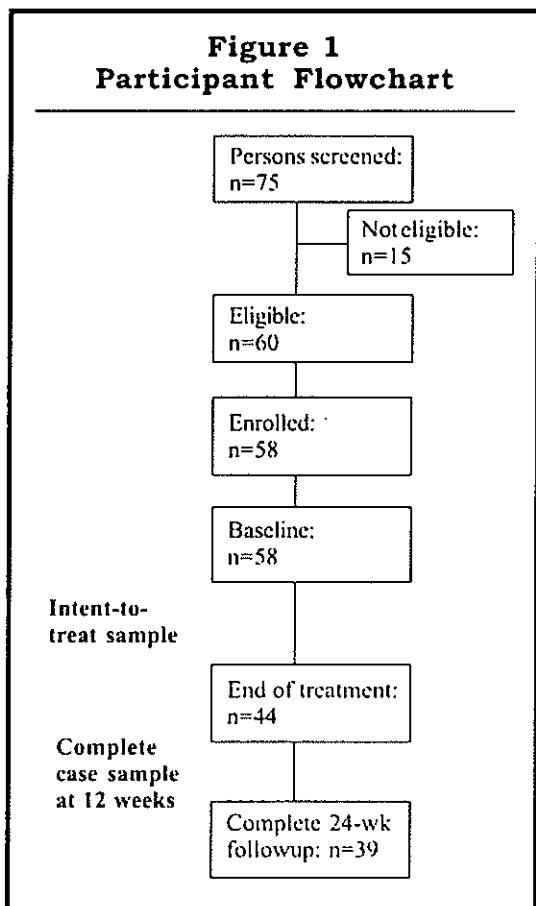 Figure 1
Participant Flowchart
Persons screened:
n=75
Not eligible:
n=15
Eligible:
n=60
Enrolled:
n=58
Baseline:
n=58
Intent-to-
treat sample
End of treatment:
n=44
Complete
case sample
at 12 weeks
Complete 24-wk
followup: n=39